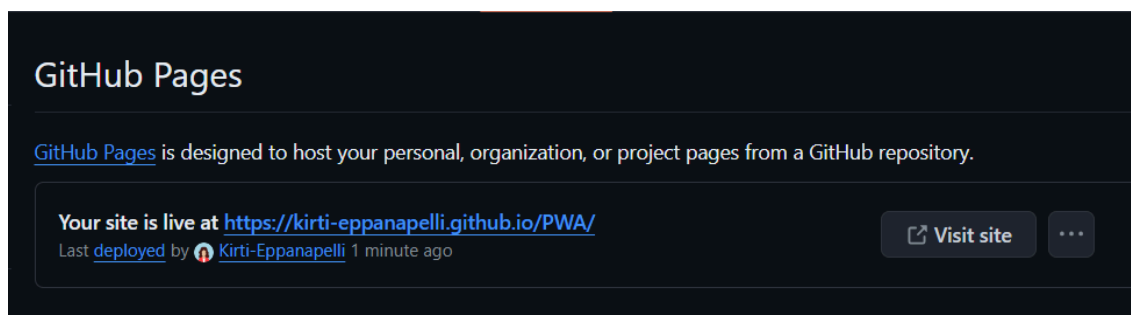 GitHub Pages
GitHub Pages is designed to host your personal, organization, or project pages from a GitHub repository.
Your site is live at https://kirti-eppanapelli.github.io/PWA/
Last deployed by Kirti-Eppanapelli 1 minute ago
Visit site